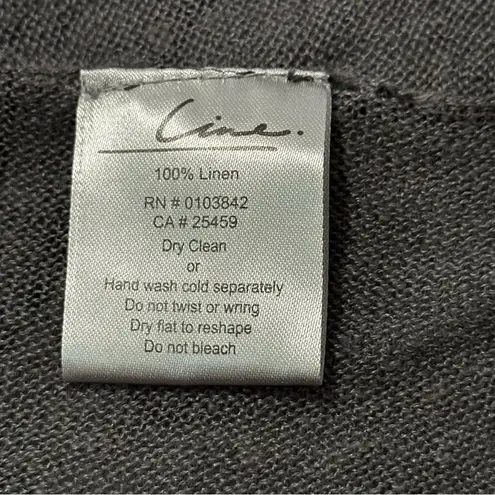 Line.
100% Linen
RN # 0103842
CA # 25459
Dry Clean
or
Hand wash cold separately
Do not twist or wring
Dry flat to reshape
Do not bleach